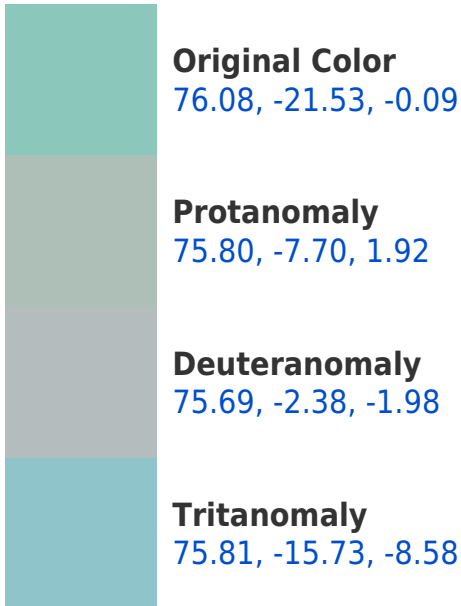 Original Color
76.08, -21.53, -0.09
Protanomaly
75.80, -7.70, 1.92
Deuteranomaly
75.69, -2.38, -1.98
Tritanomaly
75.81, -15.73, -8.58